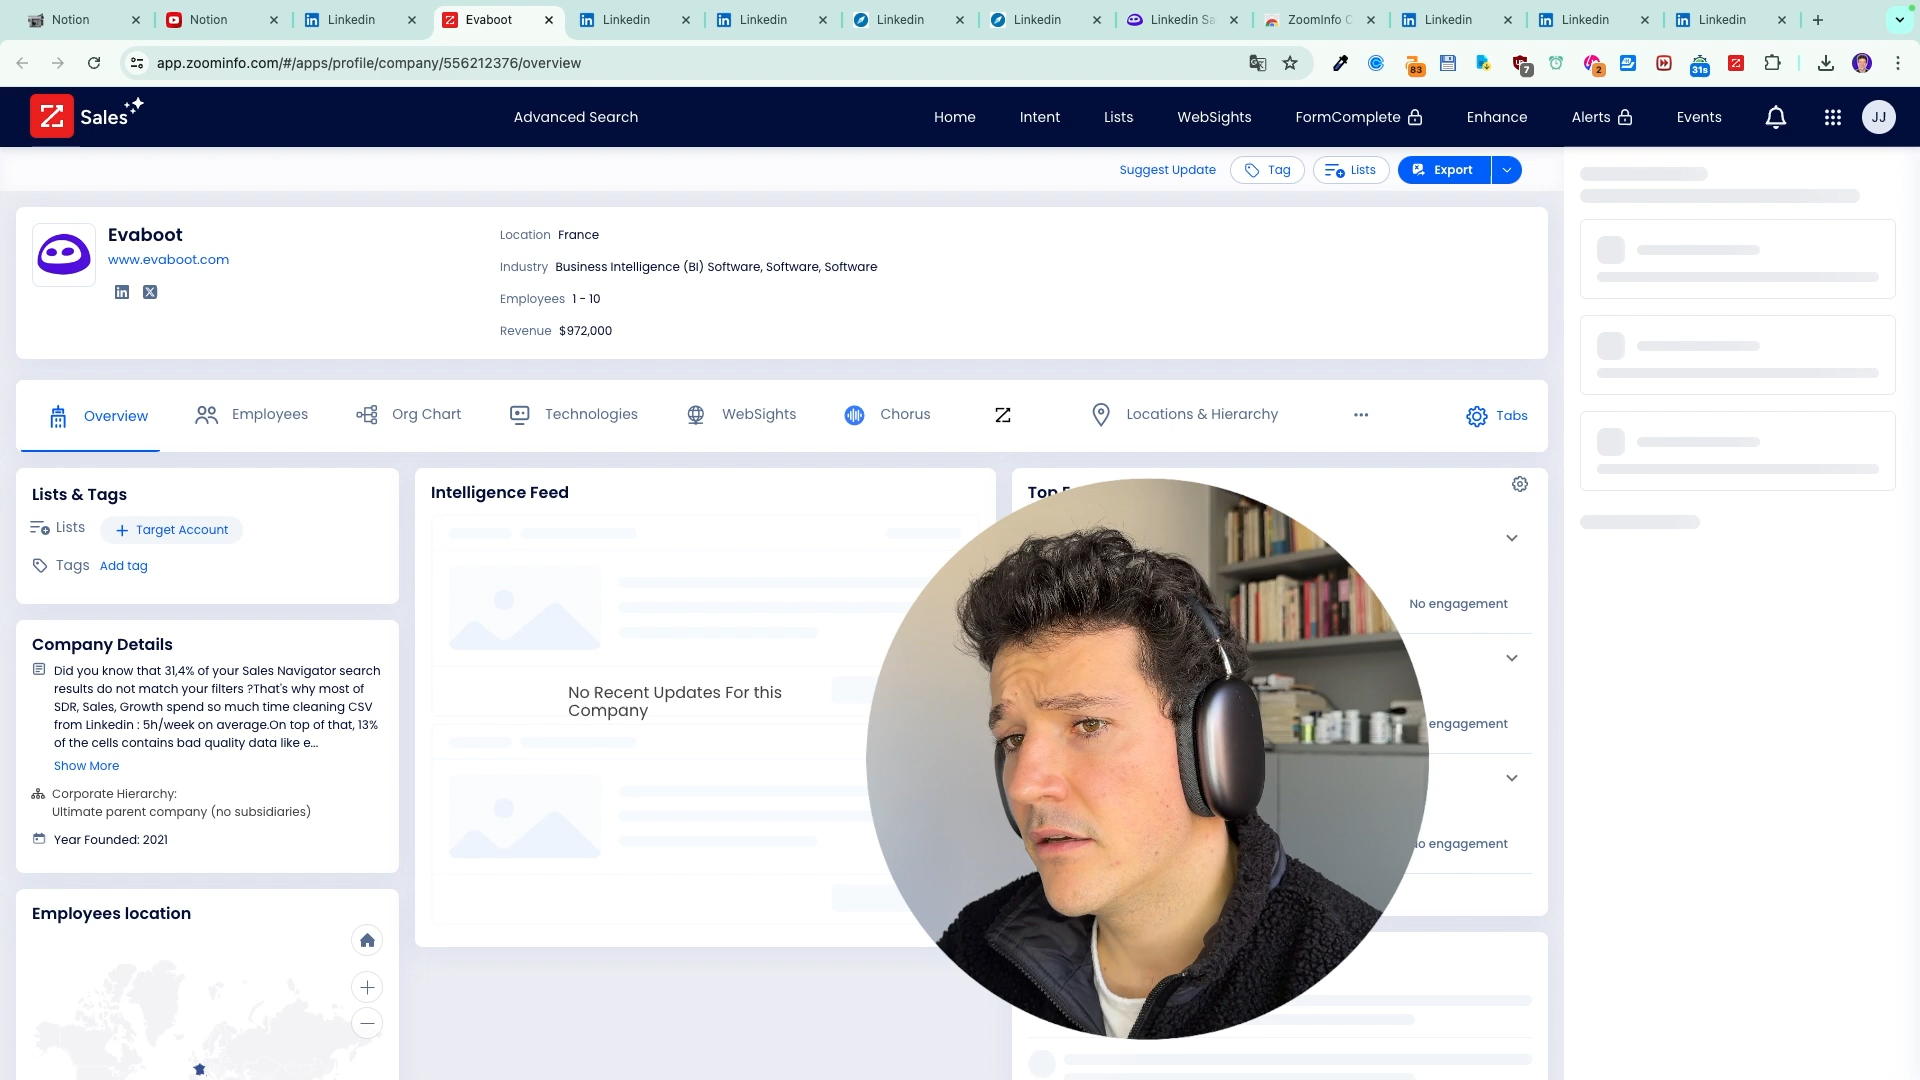 Notion
Notion
Linkedin
Evaboot
Linkedin
Linkedin
Linkedin
Linkedin
Linkedin Sa
ZoomInfo C
Linkedin
Linkedin
Linkedin
app.zoominfo.com/#/apps/profile/company/556212376/overview
83
7
2
31s
Sales
Advanced Search
Home
Intent
Lists
WebSights
FormComplete
Enhance
Alerts
Events
JJ
Suggest Update
Tag
Lists
Export
Evaboot
www.evaboot.com
Location France
Industry Business Intelligence (BI) Software, Software, Software
Employees 1 - 10
Revenue $972,000
Overview
Employees
Org Chart
Technologies
WebSights
Chorus
Locations & Hierarchy
Tabs
Lists & Tags
Lists
+ Target Account
Tags
Add tag
Company Details
Did you know that 31,4% of your Sales Navigator search
results do not match your filters ?That's why most of
SDR, Sales, Growth spend so much time cleaning CSV
from Linkedin : 5h/week on average.On top of that, 13%
of the cells contains bad quality data like e...
Show More
Corporate Hierarchy:
Ultimate parent company (no subsidiaries)
Year Founded: 2021
Employees location
Intelligence Feed
No Recent Updates For this
Company
Top
No engagement
engagement
engagement